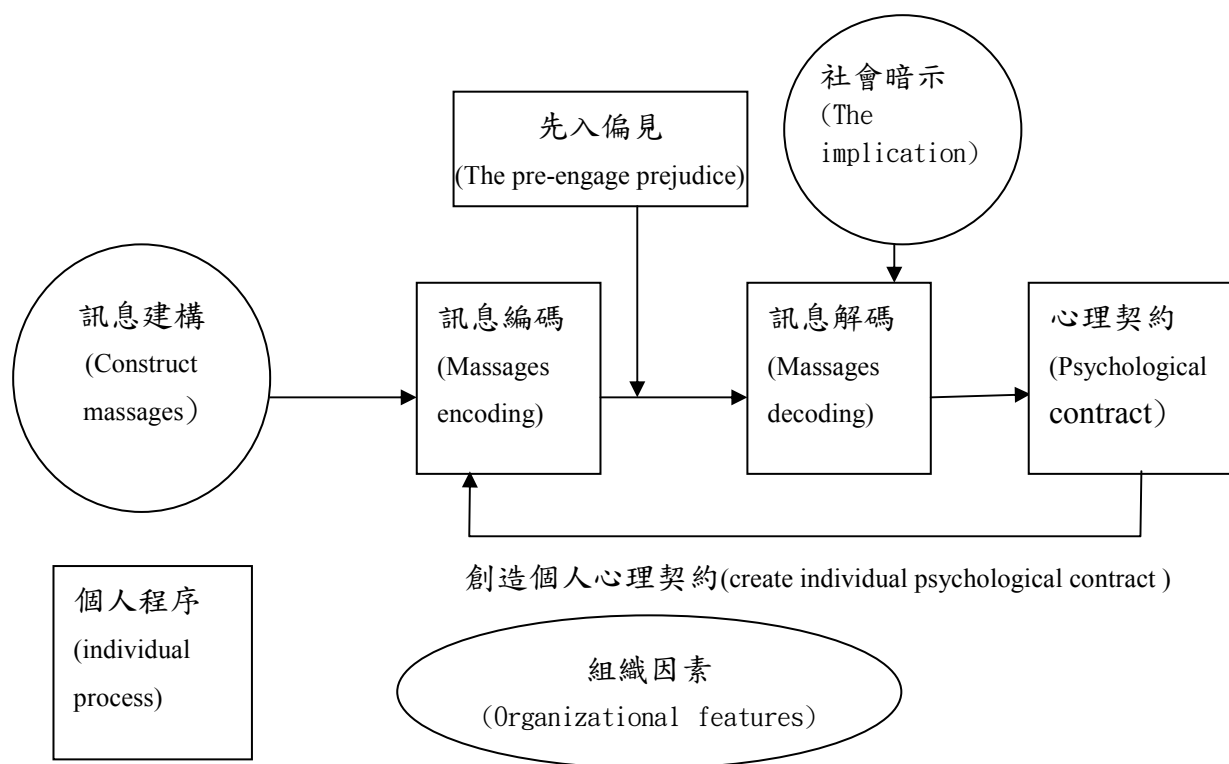 社會暗示
(The
implication)
先入偏見
(The pre-engage prejudice)
訊息建構
(Construct
massages)
訊息編碼
(Massages
encoding)
訊息解碼
(Massages
decoding)
心理契約
(Psychological
contract)
創造個人心理契約(create individual psychological contract )
個人程序
(individual
process)
組織因素
(Organizational features)